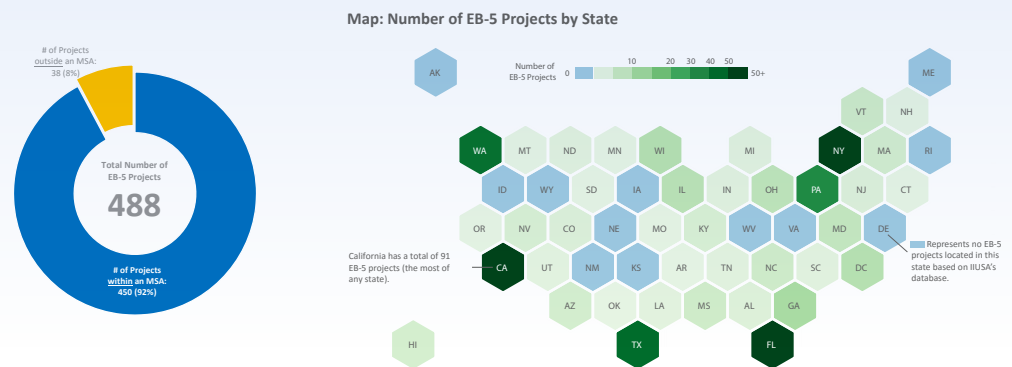 Map: Number of EB-5 Projects by State
# of Projects
outside an MSA:
38 (8%)
Total Number of
EB-5 Projects
488
# of Projects
within an MSA:
450 (92%)
Number of
EB-5 Projects
0
10
20
30
40
50
50+
AK
ME
VT
NH
WA
MT
ND
MN
WI
MI
NY
MA
RI
ID
WY
SD
IA
IL
IN
OH
PA
NJ
CT
OR
NV
CO
NE
MO
KY
WV
VA
MD
DE
California has a total of 91
EB-5 projects (the most of
any state).
CA
UT
NM
KS
AR
TN
NC
SC
DC
Represents no EB-5
projects located in this
state based on IIUSA's
database.
AZ
OK
LA
MS
AL
GA
HI
TX
FL